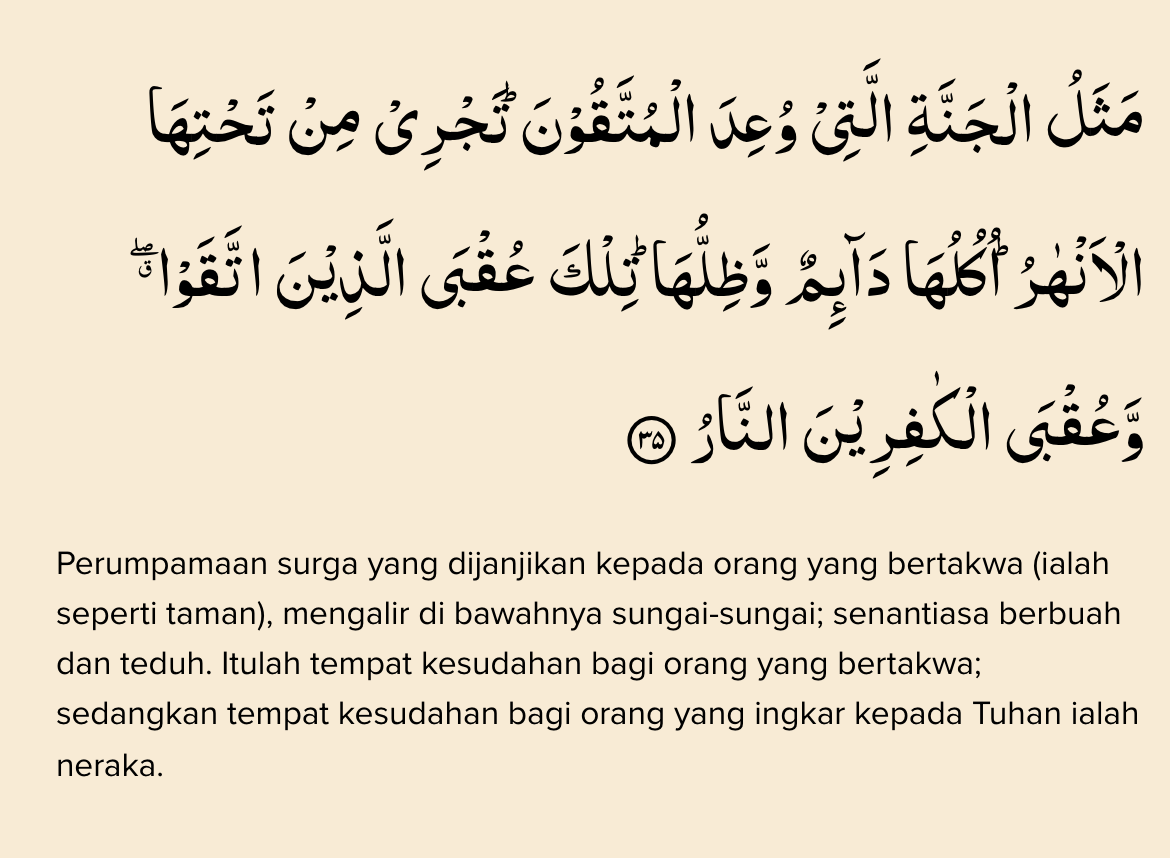 مَثَلُ الْجَنَّةِ الَّتِيْ وُعِدَ الْمُتَّقُوْنَۗ تَجْرِيْ مِنْ تَحْتِهَا
الْاَنْهٰرُۗ اُكُلُهَا دَاۤىِٕمٌ وَّظِلُّهَاۗ تِلْكَ عُقْبَى الَّذِيْنَ اتَّقَوْاۖ
وَّعُقْبَى الْكٰفِرِيْنَ النَّارُ ۝٣٥
Perumpamaan surga yang dijanjikan kepada orang yang bertakwa (ialah
seperti taman), mengalir di bawahnya sungai-sungai; senantiasa berbuah
dan teduh. Itulah tempat kesudahan bagi orang yang bertakwa;
sedangkan tempat kesudahan bagi orang yang ingkar kepada Tuhan ialah
neraka.